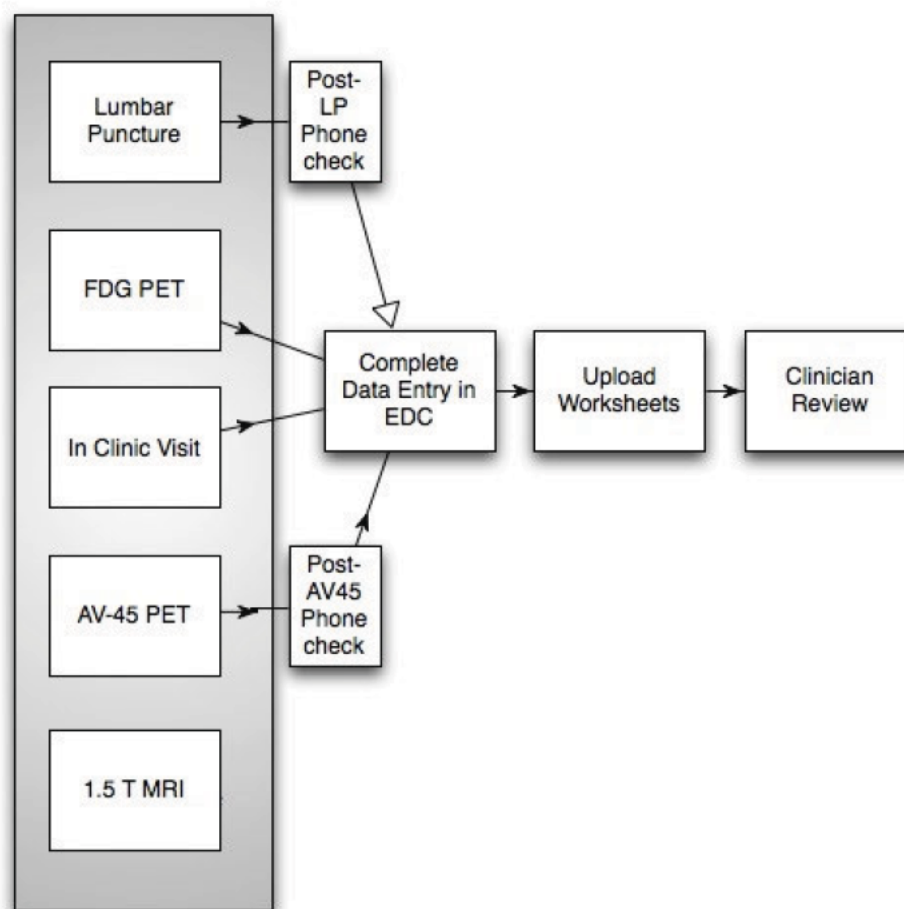 Lumbar
Puncture
Post-
LP
Phone
check
FDG PET
In Clinic Visit
Complete
Data Entry in
EDC
Upload
Worksheets
Clinician
Review
AV-45 PET
Post-
AV45
Phone
check
1.5 T MRI